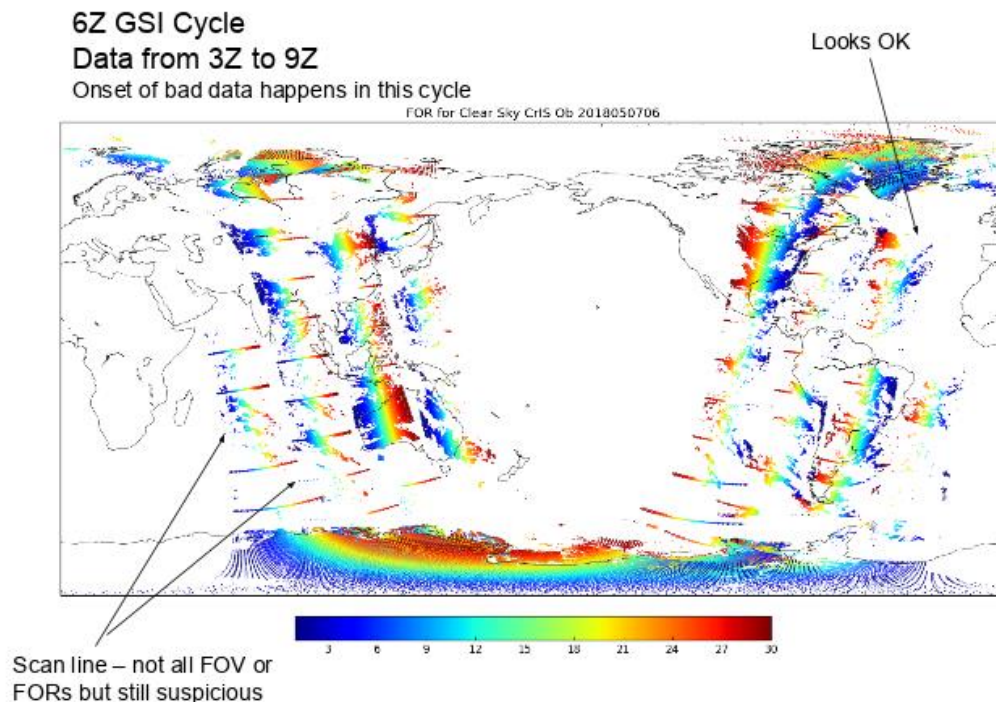 6Z GSI Cycle
Data from 3Z to 9Z
Onset of bad data happens in this cycle
Looks OK
FOR for Clear Sky CrIS Ob 2018050706
3 6 9 12 15 18 21 24 27 30
Scan line – not all FOV or
FORs but still suspicious